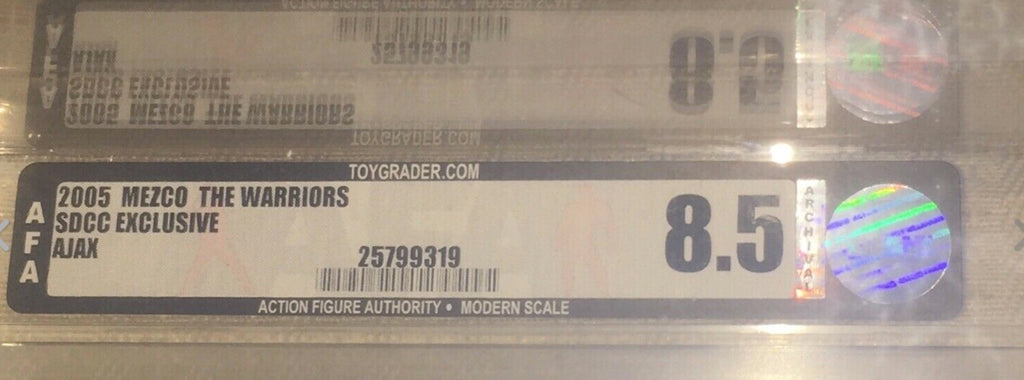 TOYGRADER.COM
AFA
2005 MEZCO THE WARRIORS
SDCC EXCLUSIVE
AJAX
25799319
8.5
ARCHIVAL
ACTION FIGURE AUTHORITY • MODERN SCALE